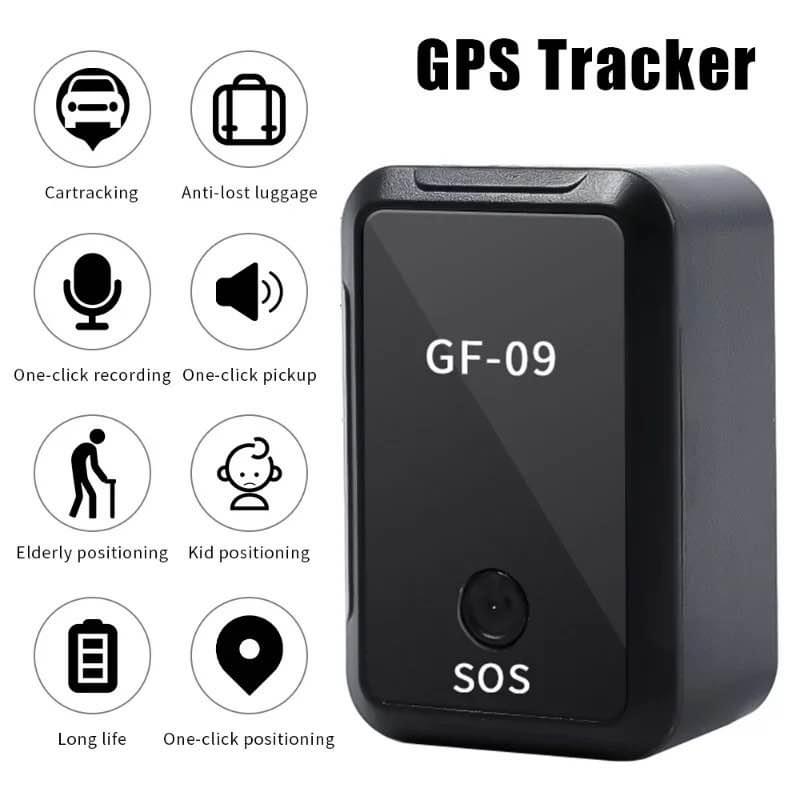 GPS Tracker
Cartracking
Anti-lost luggage
One-click recording
One-click pickup
Elderly positioning
Kid positioning
Long life
One-click positioning
GF-09
SOS